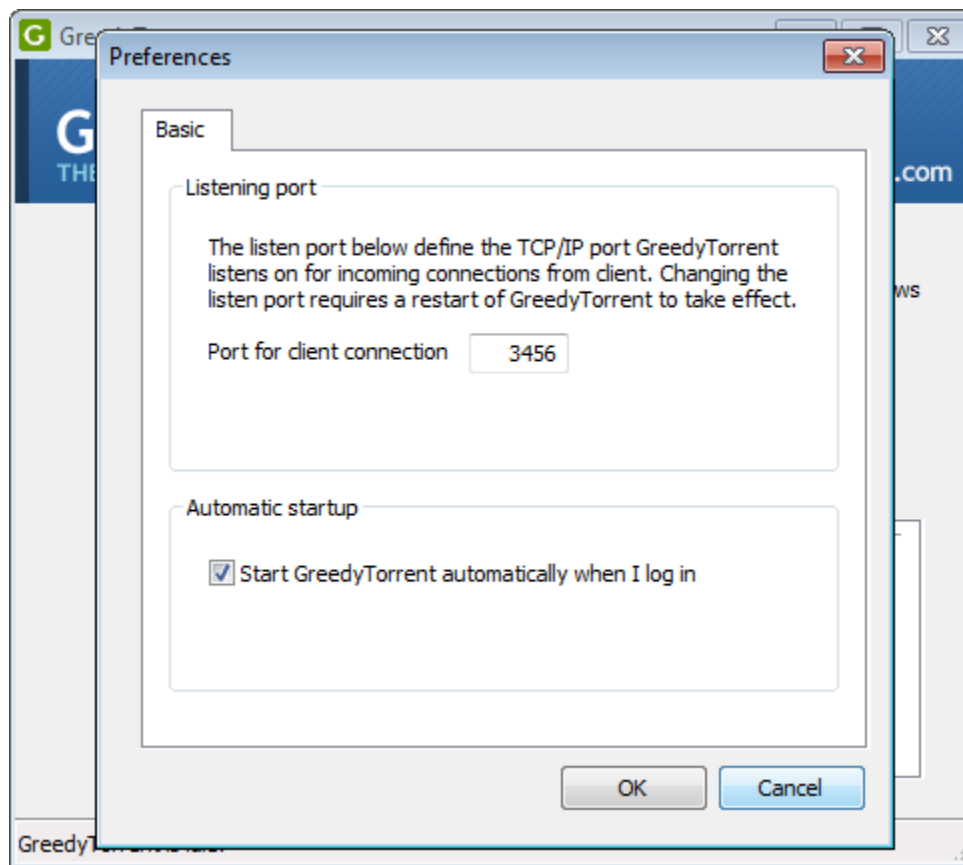 Preferences
G
THE
.com
Basic
Listening port
The listen port below define the TCP/IP port GreedyTorrent
listens on for incoming connections from client. Changing the
listen port requires a restart of GreedyTorrent to take effect.
ws
Port for client connection 3456
Automatic startup
Start GreedyTorrent automatically when I log in
OK Cancel